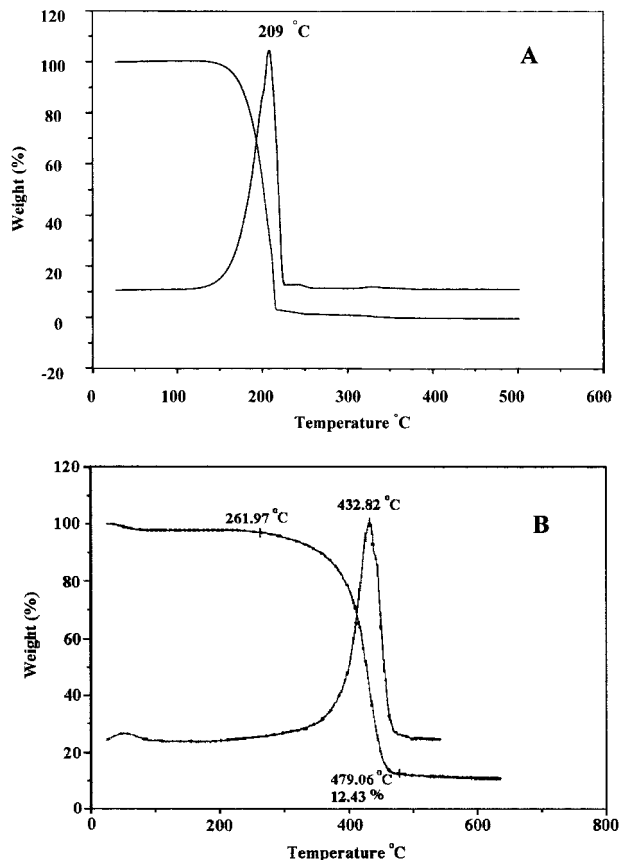 209 °C
A
120
100
80
60
40
20
0
-20
Weight (%)
0 100 200 300 400 500 600
Temperature °C
B
261.97 °C
432.82 °C
120
100
80
60
40
20
0
Weight (%)
479.06 °C
12.43 %
0 200 400 600 800
Temperature °C